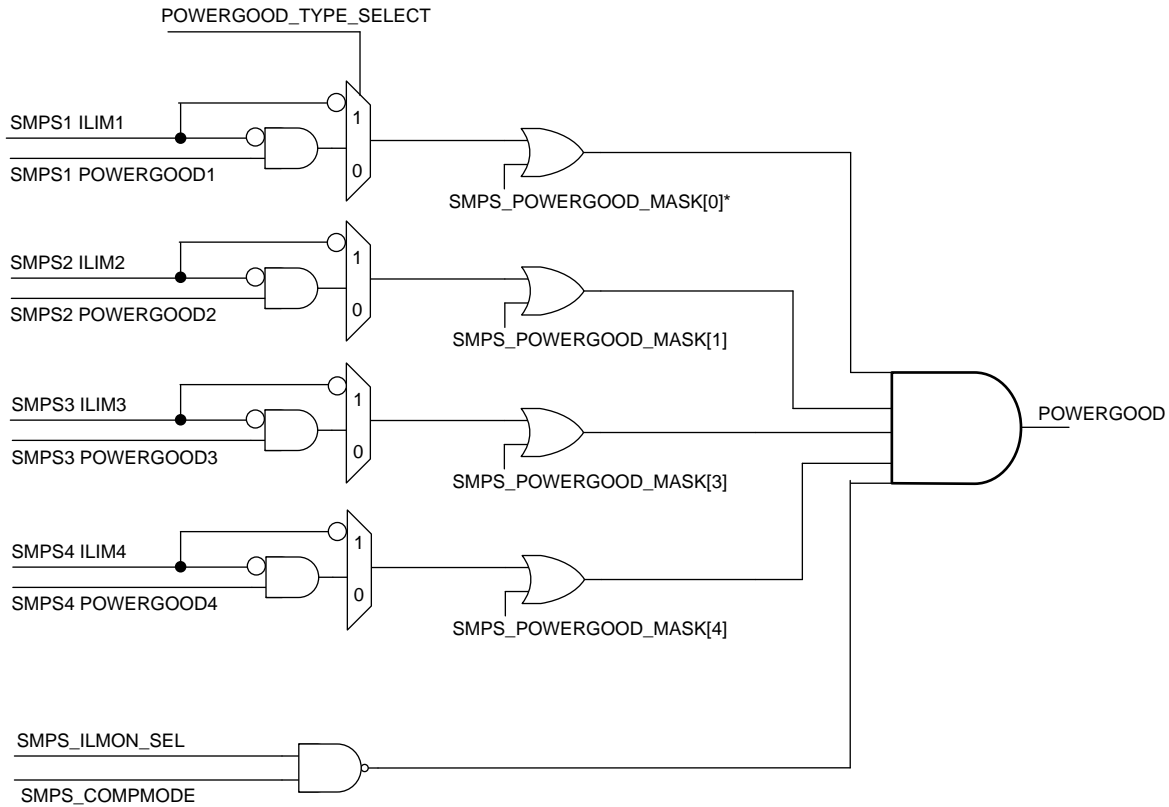 POWERGOOD_TYPE_SELECT
1
SMPS1 ILIM1
SMPS1 POWERGOOD1
0
SMPS_POWERGOOD_MASK[0]*
1
SMPS2 ILIM2
SMPS2 POWERGOOD2
0
SMPS_POWERGOOD_MASK[1]
1
SMPS3 ILIM3
POWERGOOD
SMPS3 POWERGOOD3
0
SMPS_POWERGOOD_MASK[3]
1
SMPS4 ILIM4
SMPS4 POWERGOOD4
0
SMPS_POWERGOOD_MASK[4]
SMPS_ILMON_SEL
SMPS_COMPMODE